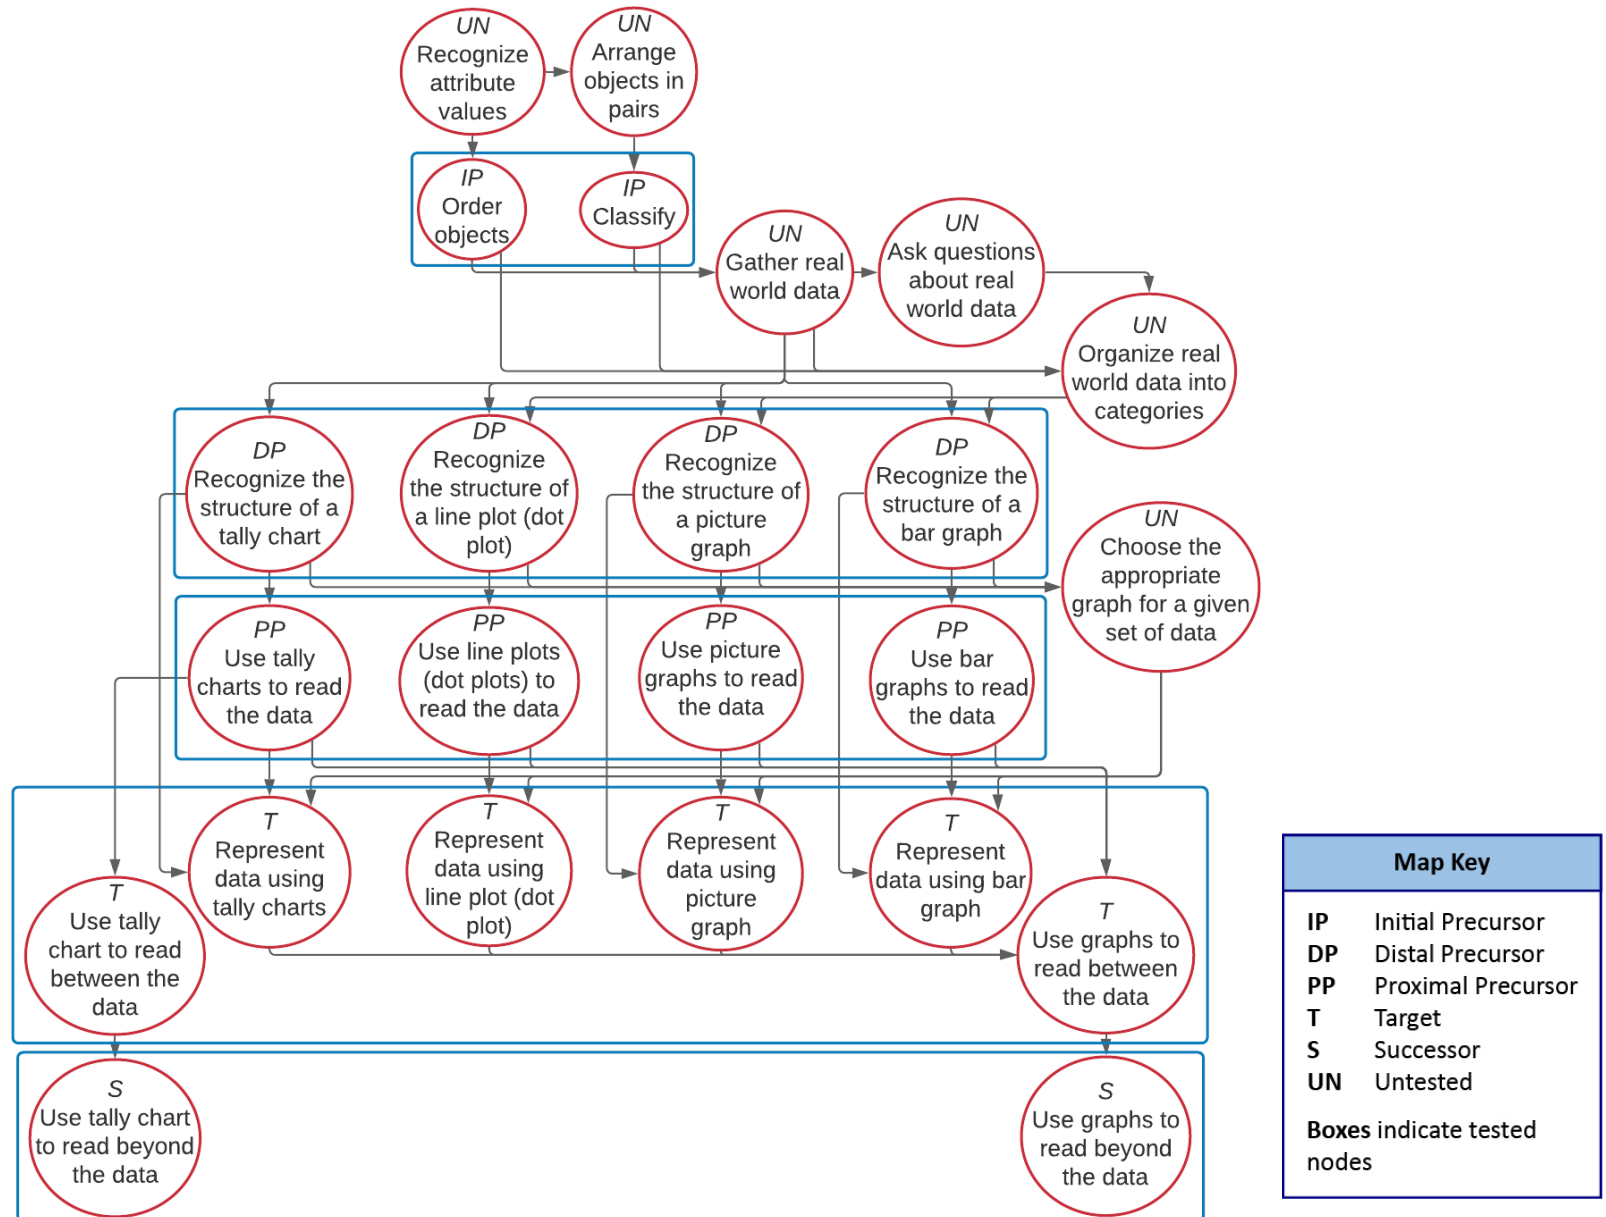 UN
Recognize
attribute
values
UN
Arrange
objects in
pairs
IP
Order
objects
IP
Classify
UN
Gather real
world data
UN
Ask questions
about real
world data
UN
Organize real
world data into
categories
DP
Recognize the
structure of a
tally chart
DP
Recognize
the structure of
a line plot (dot
plot)
DP
Recognize
the structure of
a picture
graph
DP
Recognize the
structure of a
bar graph
UN
Choose the
appropriate
graph for a given
set of data
PP
Use tally
charts to read
the data
PP
Use line plots
(dot plots) to
read the data
PP
Use picture
graphs to read
the data
PP
Use bar
graphs to read
the data
T
Use tally
chart to read
between the
data
T
Represent
data using
tally charts
T
Represent
data using
line plot (dot
plot)
T
Represent
data using
picture
graph
T
Represent
data using bar
graph
T
Use graphs to
read between
the data
S
Use tally chart
to read beyond
the data
S
Use graphs to
read beyond
the data
Map Key
IP Initial Precursor
DP Distal Precursor
PP Proximal Precursor
T Target
S Successor
UN Untested
Boxes indicate tested
nodes